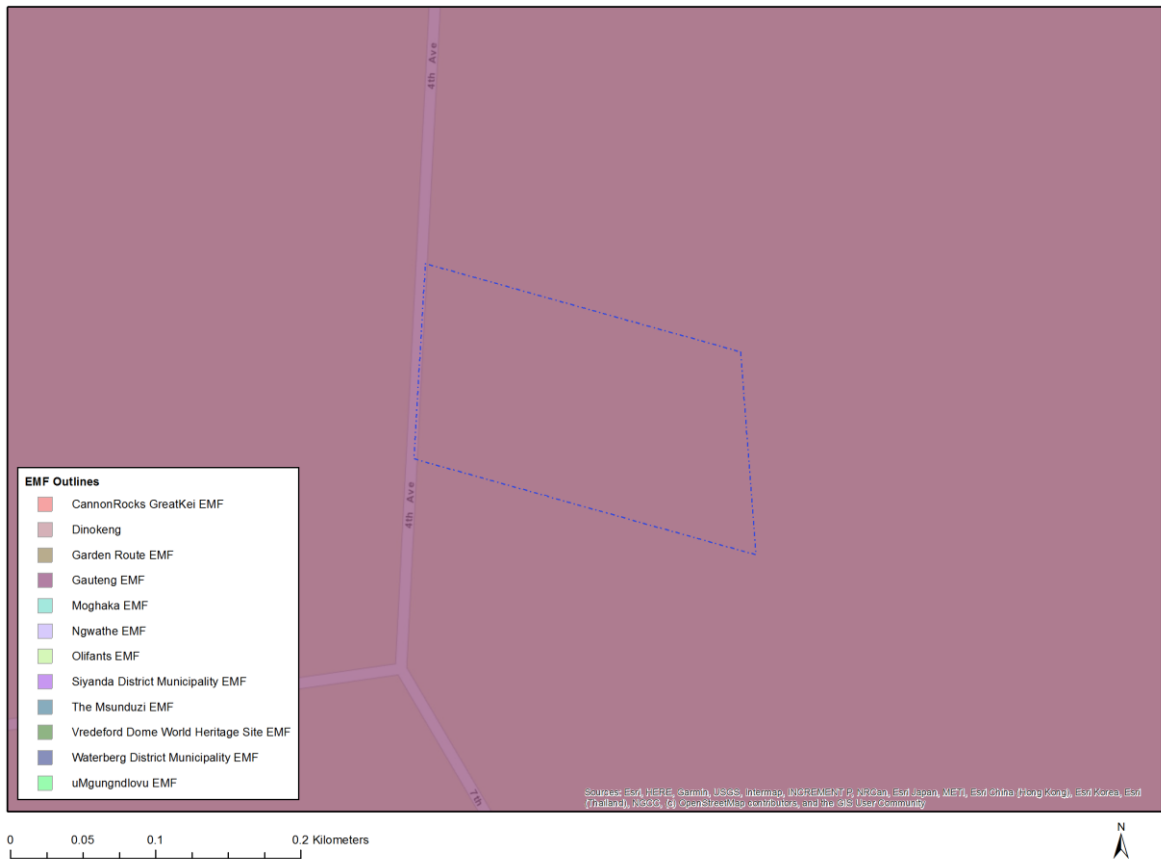 4th Ave
4th Ave
7th
EMF Outlines
CannonRocks GreatKei EMF
Dinokeng
Garden Route EMF
Gauteng EMF
Moghaka EMF
Ngwathe EMF
Olifants EMF
Siyanda District Municipality EMF
The Msunduzi EMF
Vredeford Dome World Heritage Site EMF
Waterberg District Municipality EMF
uMgungndlovu EMF
Sources: Esri, HERE, Garmin, USGS, Intermap, INCREMENT P, NRCan, Esri Japan, METI, Esri China (Hong Kong), Esri Korea, Esri
(Thailand), NGCC, (c) OpenStreetMap contributors, and the GIS User Community
0 0.05 0.1 0.2 Kilometers
N